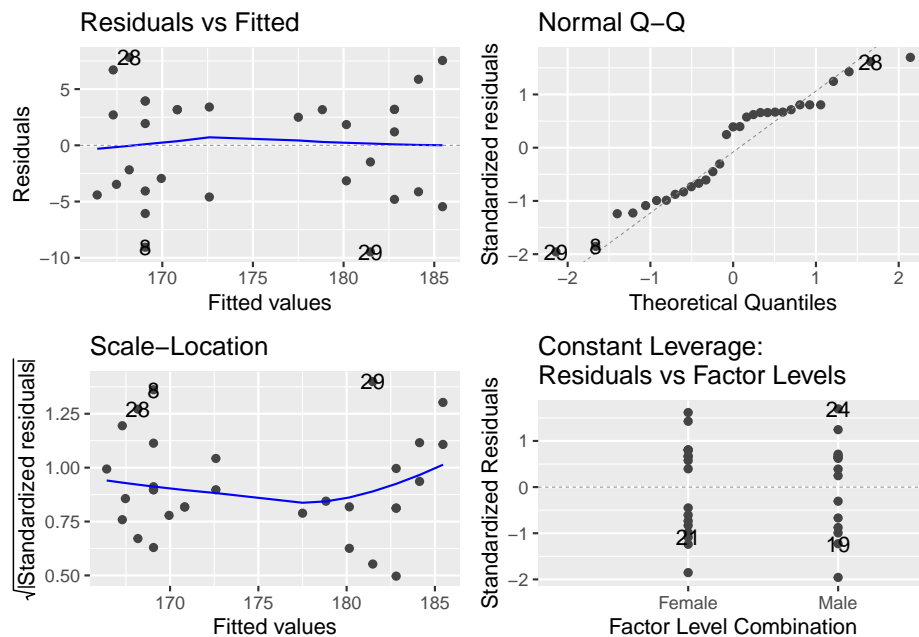 Residuals vs Fitted
Residuals
5
0
−5
−10
28
8
29
170
175
180
185
Fitted values
Normal Q−Q
Standardized residuals
1
0
−1
−2
28
8
29
−2
−1
0
1
2
Theoretical Quantiles
Scale−Location
√|Standardized residuals|
1.25
1.00
0.75
0.50
28
8
29
170
175
180
185
Fitted values
Constant Leverage:
Residuals vs Factor Levels
Standardized Residuals
1
0
−1
−2
24
21
19
Female
Male
Factor Level Combination